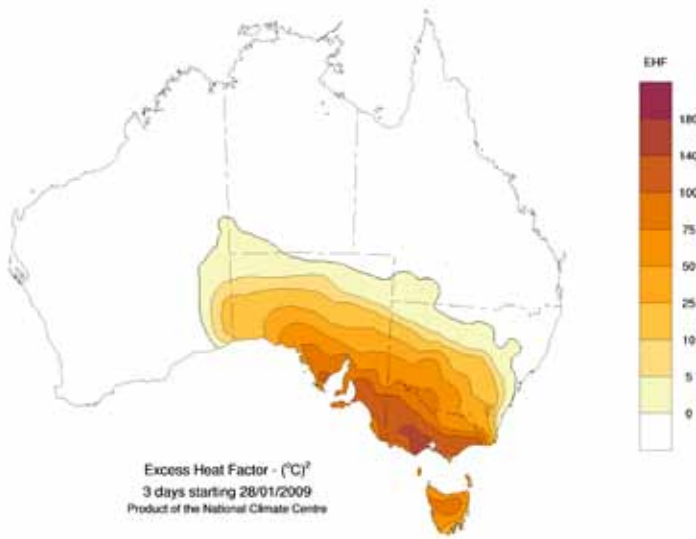 EHF
180
140
100
75
50
25
10
5
0
Excess Heat Factor - (°C)²
3 days starting 28/01/2009
Product of the National Climate Centre